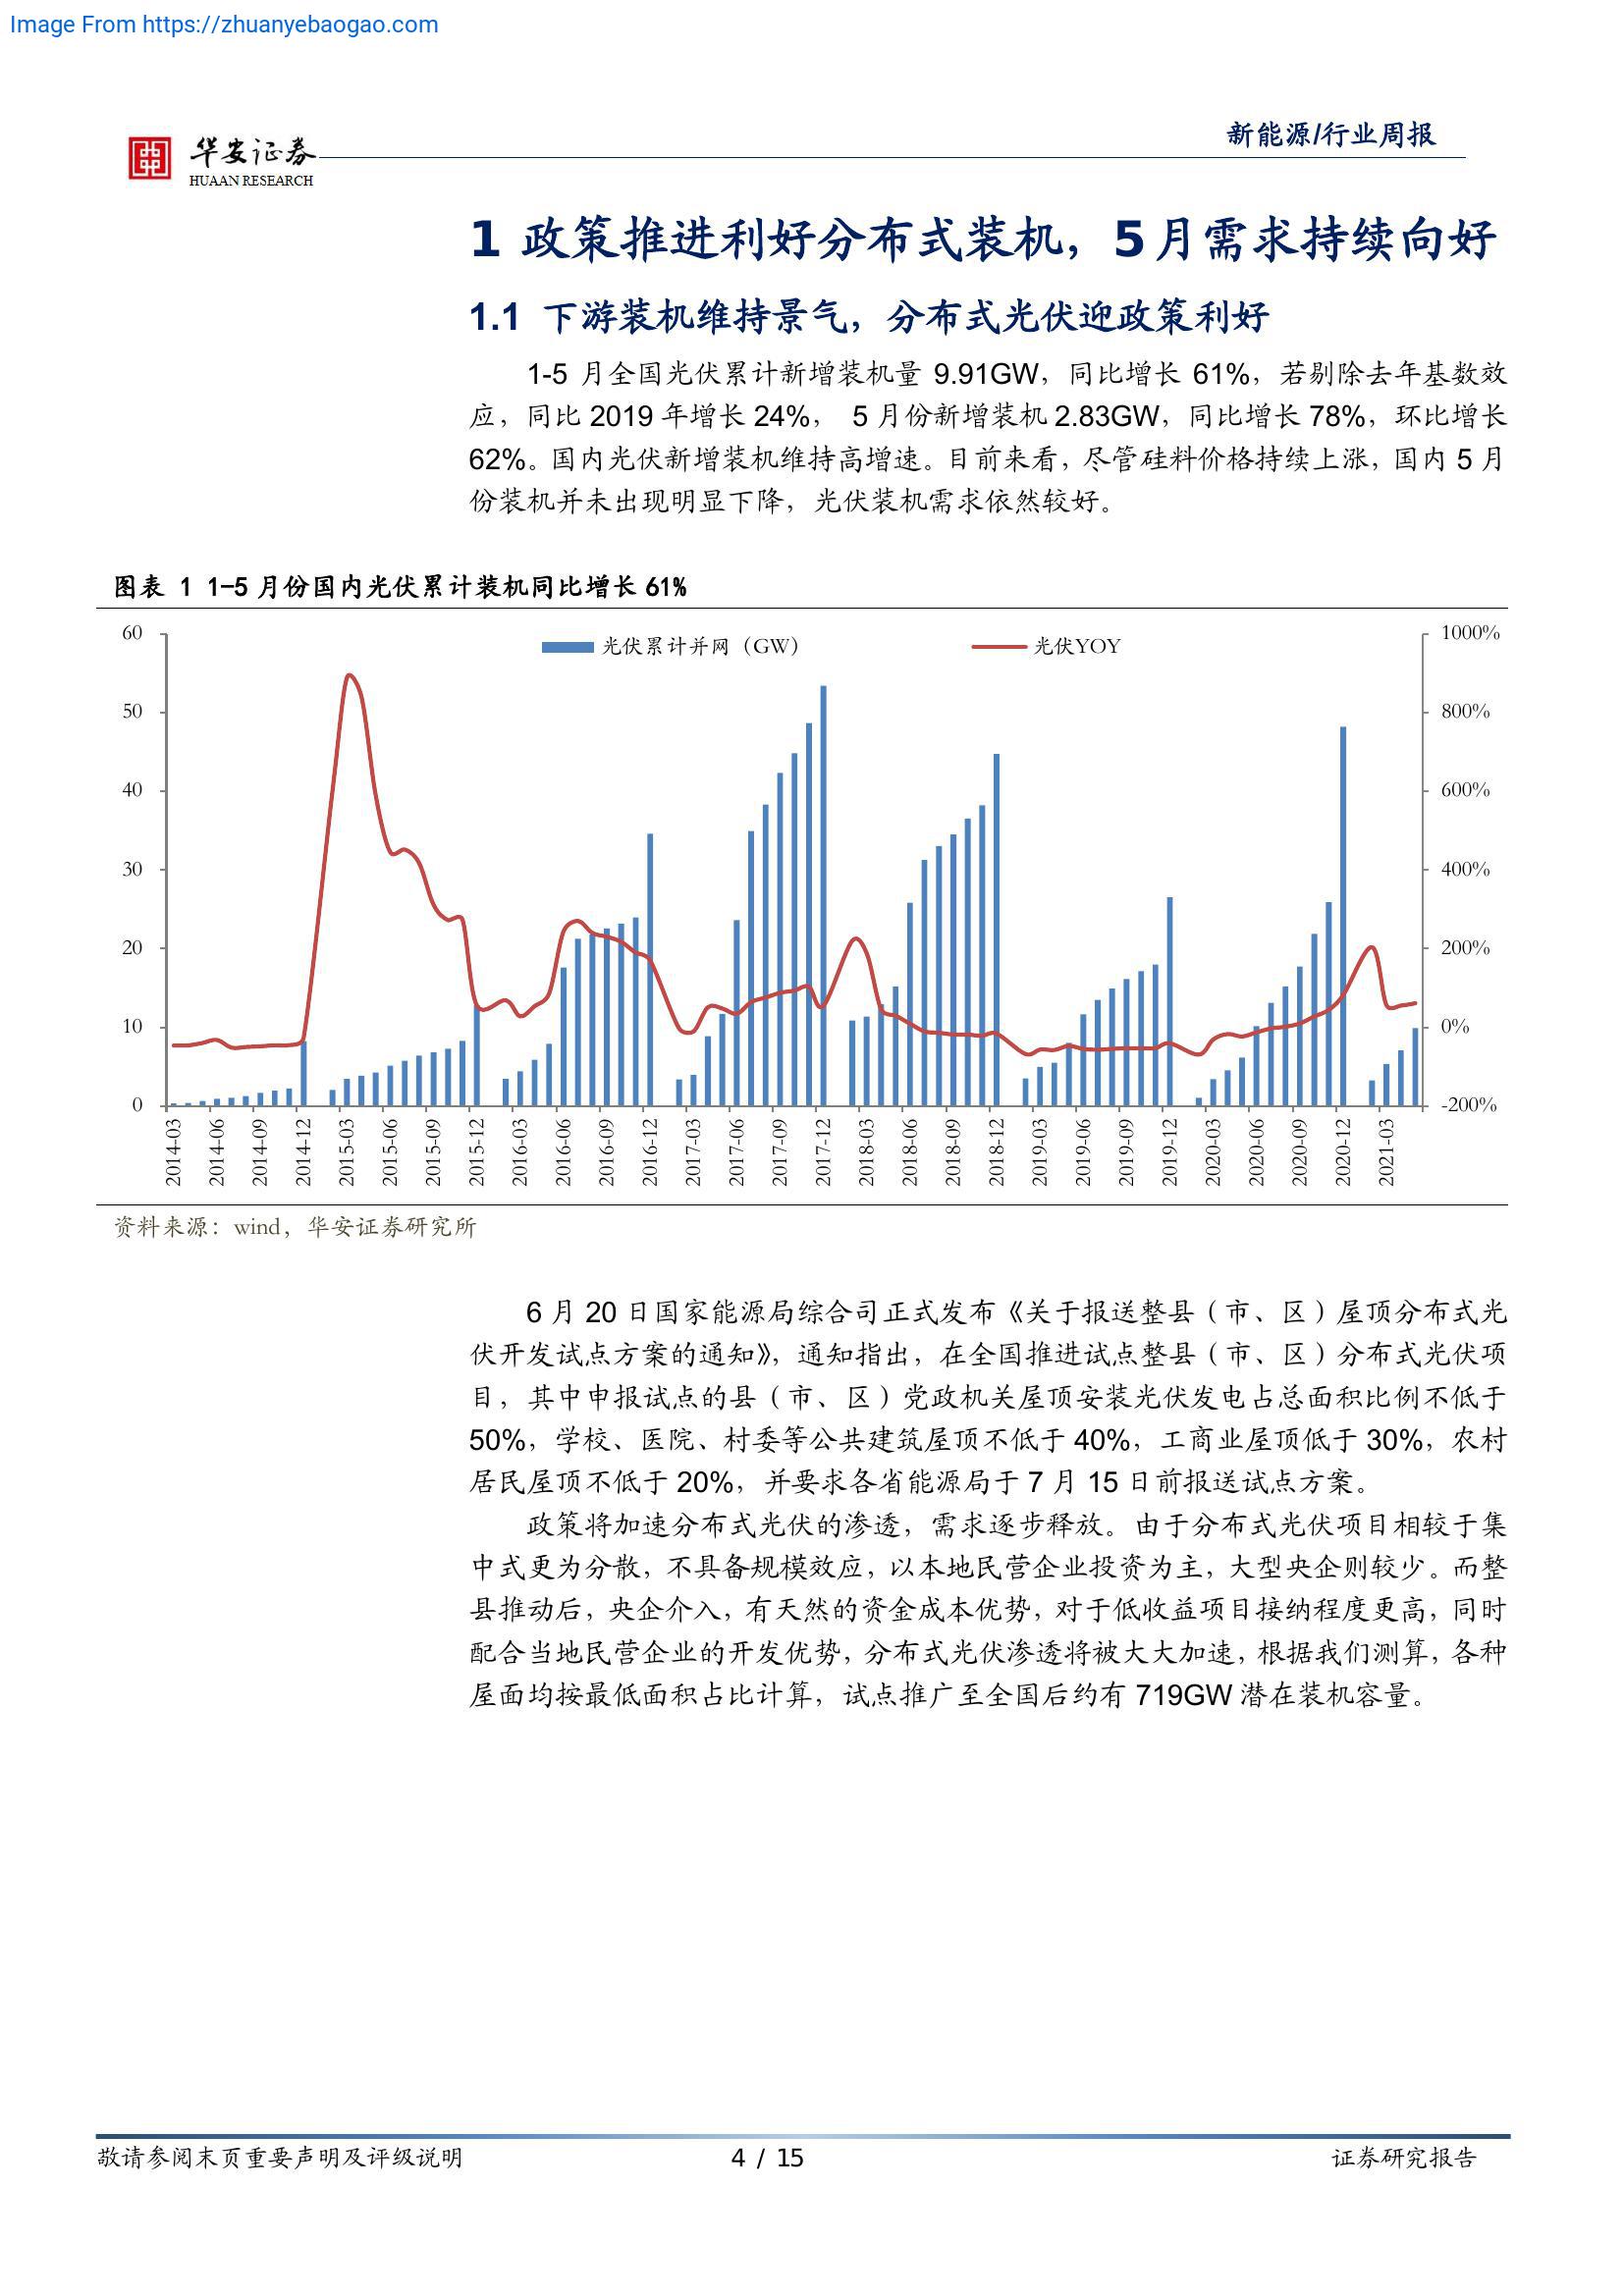 Image From https://zhuanyebaogao.com
华安证券
HUAAN RESEARCH
新能源/行业周报
1 政策推进利好分布式装机，5月需求持续向好
1.1 下游装机维持景气，分布式光伏迎政策利好
1-5 月全国光伏累计新增装机量 9.91GW，同比增长 61%，若剔除去年基数效
应，同比 2019 年增长 24%， 5 月份新增装机 2.83GW，同比增长 78%，环比增长
62%。国内光伏新增装机维持高增速。目前来看，尽管硅料价格持续上涨，国内 5 月
份装机并未出现明显下降，光伏装机需求依然较好。
图表 1 1-5 月份国内光伏累计装机同比增长 61%
光伏累计并网（GW） 光伏YOY
60 1000%
50 800%
40 600%
30 400%
20 200%
10 0%
0 -200%
2014-03 2014-06 2014-09 2014-12 2015-03 2015-06 2015-09 2015-12 2016-03 2016-06 2016-09 2016-12 2017-03 2017-06 2017-09 2017-12 2018-03 2018-06 2018-09 2018-12 2019-03 2019-06 2019-09 2019-12 2020-03 2020-06 2020-09 2020-12 2021-03
资料来源：wind，华安证券研究所
6 月 20 日国家能源局综合司正式发布《关于报送整县（市、区）屋顶分布式光
伏开发试点方案的通知》，通知指出，在全国推进试点整县（市、区）分布式光伏项
目，其中申报试点的县（市、区）党政机关屋顶安装光伏发电占总面积比例不低于
50%，学校、医院、村委等公共建筑屋顶不低于 40%，工商业屋顶低于 30%，农村
居民屋顶不低于 20%，并要求各省能源局于 7 月 15 日前报送试点方案。
政策将加速分布式光伏的渗透，需求逐步释放。由于分布式光伏项目相较于集
中式更为分散，不具备规模效应，以本地民营企业投资为主，大型央企则较少。而整
县推动后，央企介入，有天然的资金成本优势，对于低收益项目接纳程度更高，同时
配合当地民营企业的开发优势，分布式光伏渗透将被大大加速，根据我们测算，各种
屋面均按最低面积占比计算，试点推广至全国后约有 719GW 潜在装机容量。
敬请参阅末页重要声明及评级说明 4 / 15 证券研究报告